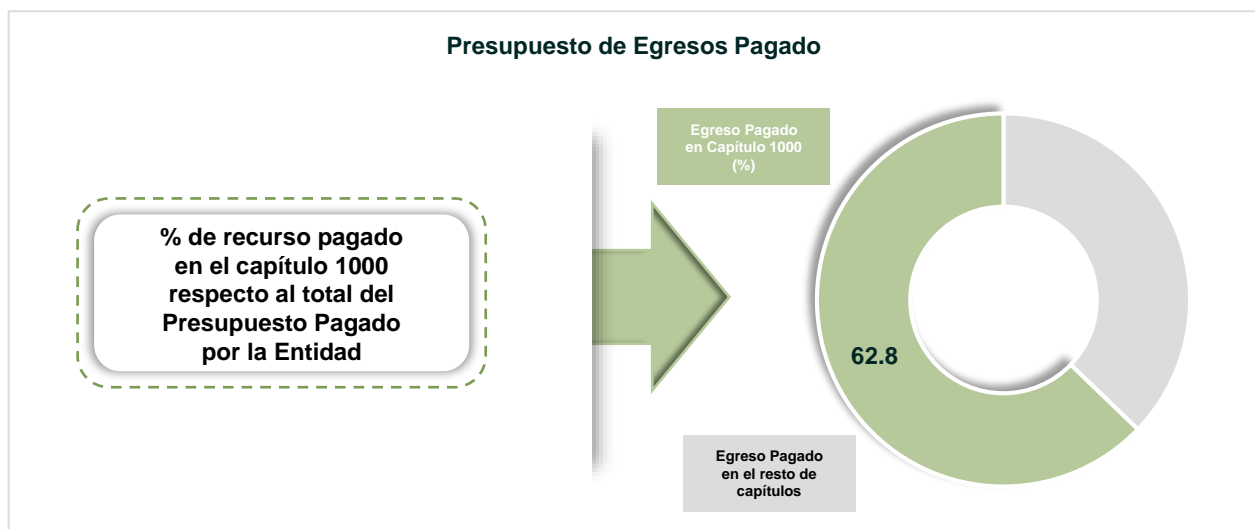 Presupuesto de Egresos Pagado
% de recurso pagado
en el capítulo 1000
respecto al total del
Presupuesto Pagado
por la Entidad
Egreso Pagado
en Capítulo 1000
(%)
62.8
Egreso Pagado
en el resto de
capítulos